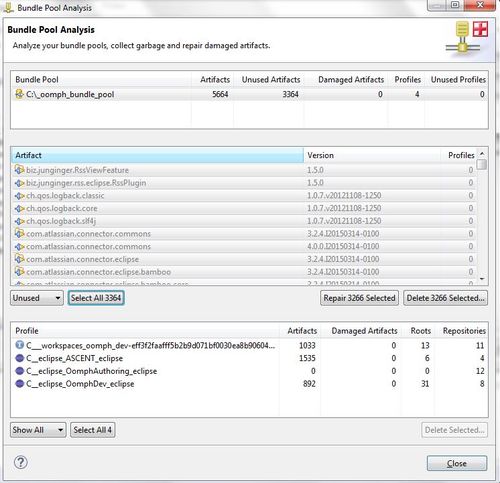 Bundle Pool Analysis
Bundle Pool Analysis
Analyze your bundle pools, collect garbage and repair damaged artifacts.
Bundle Pool Artifacts Unused Artifacts Damaged Artifacts Profiles Unused Profiles
C:\_oomph_bundle_pool 5664 3364 0 4 0
Artifact Version Profiles
biz.junginger.RssViewFeature 1.5.0 0
biz.junginger.rss.eclipse.RssPlugin 1.5.0 0
ch.qos.logback.classic 1.0.7.v20121108-1250 0
ch.qos.logback.core 1.0.7.v20121108-1250 0
ch.qos.logback.slf4j 1.0.7.v20121108-1250 0
com.atlassian.connector.commons 3.2.4.I20150314-0100 0
com.atlassian.connector.commons 4.0.0.I20150314-0100 0
com.atlassian.connector.eclipse 3.2.4.I20150314-0100 0
com.atlassian.connector.eclipse.bamboo 3.2.4.I20150314-0100 0
com.atlassian.connector.eclipse.bamboo.core 3.2.4.I20150314-0100 0
Unused Select All 3364 Repair 3266 Selected Delete 3266 Selected...
Profile Artifacts Damaged Artifacts Roots Repositories
C___workspaces_oomph_dev-eff3f2faafff5b2b9d071bf0030ea8b90604... 1033 0 13 11
C__eclipse_ASCENT_eclipse 1535 0 6 4
C__eclipse_OomphAuthoring_eclipse 0 0 0 12
C__eclipse_OomphDev_eclipse 892 0 31 8
Show All Select All 4 Delete Selected...
? Close